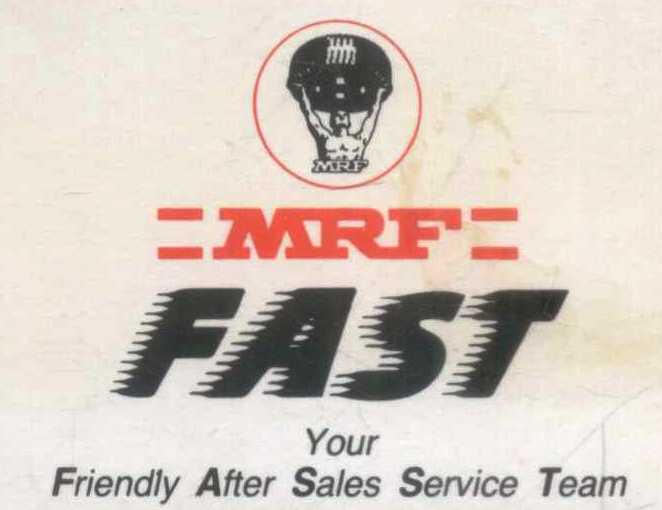 MRF
MRF
FAST
Your
Friendly After Sales Service Team